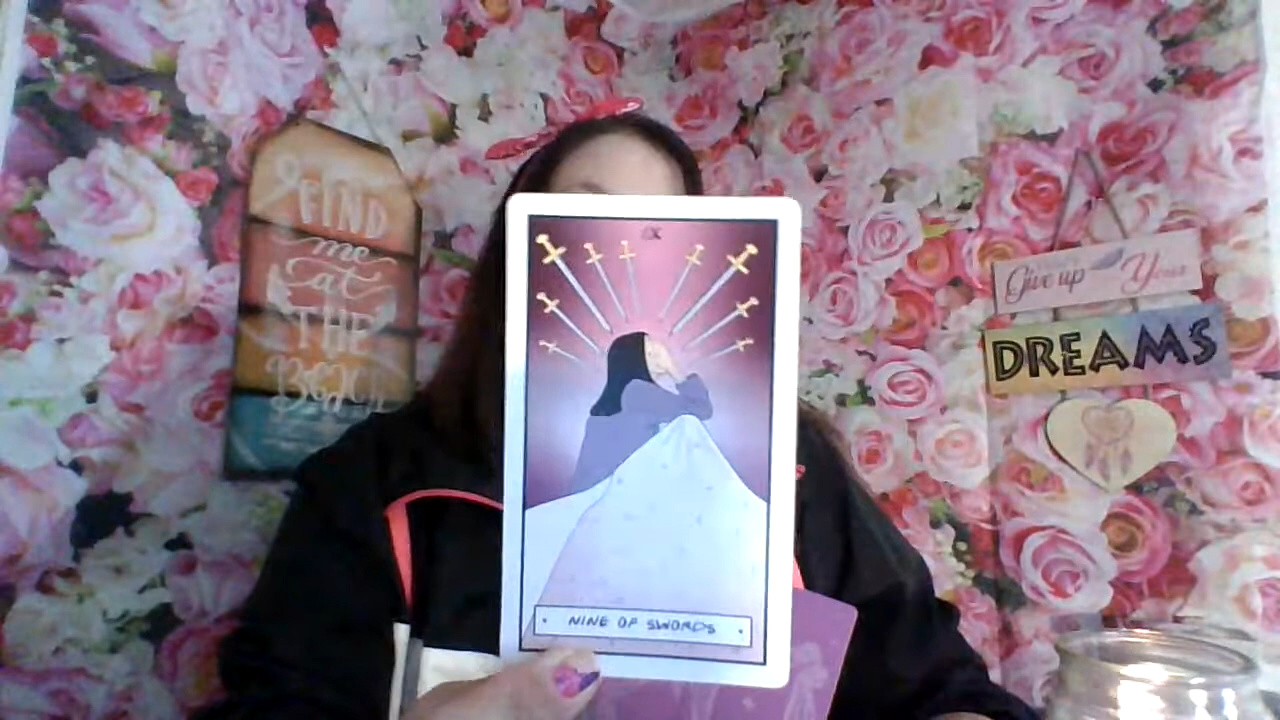 FIND
me
at
THE
BEACH
IX
NINE OF SWORDS
Give up
Your
DREAMS